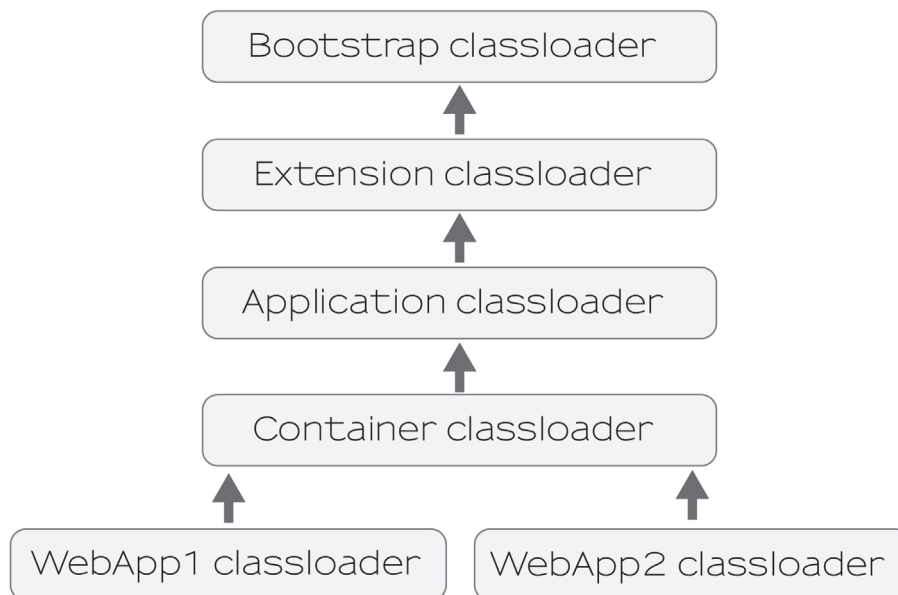 Bootstrap classloader
Extension classloader
Application classloader
Container classloader
WebApp1 classloader
WebApp2 classloader